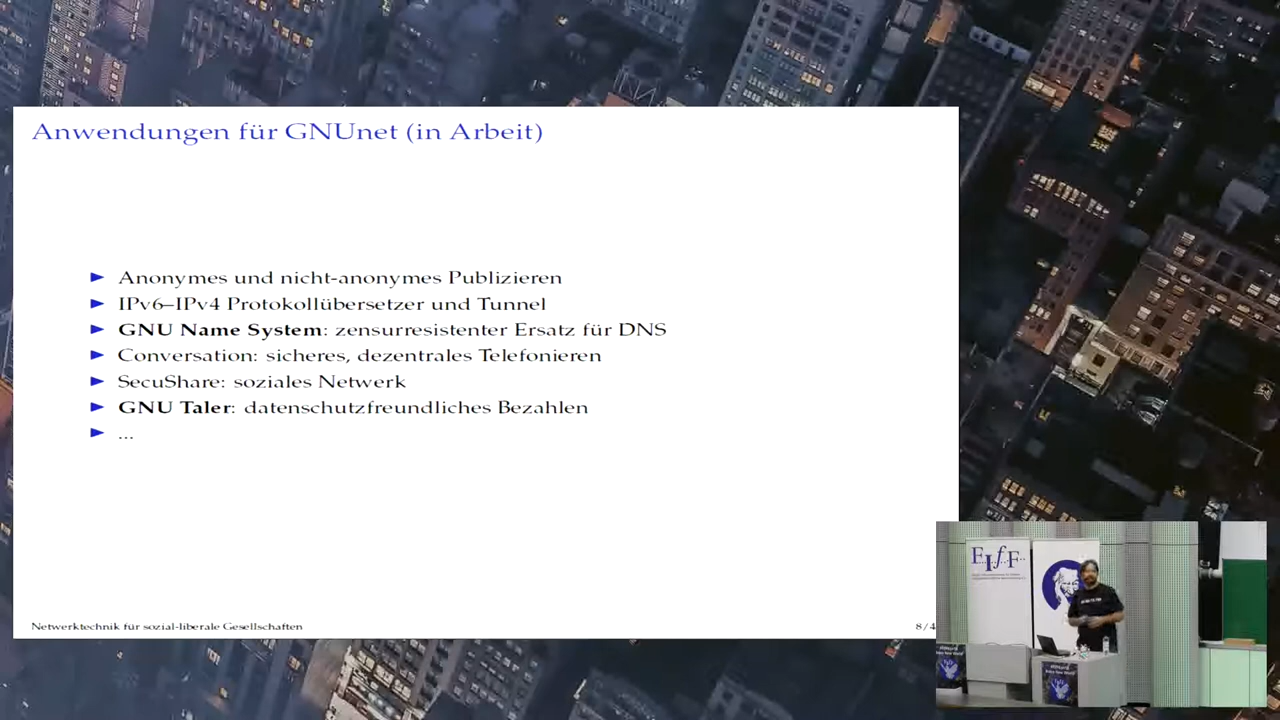 Anwendungen für GNUnet (in Arbeit)
Anonymes und nicht-anonymes Publizieren
IPv6–IPv4 Protokollübersetzer und Tunnel
GNU Name System: zensurresistenter Ersatz für DNS
Conversation: sicheres, dezentrales Telefonieren
SecuShare: soziales Netwerk
GNU Taler: datenschutzfreundliches Bezahlen
...
Netwerktechnik für sozial-liberale Gesellschaften
8/4
FIfF